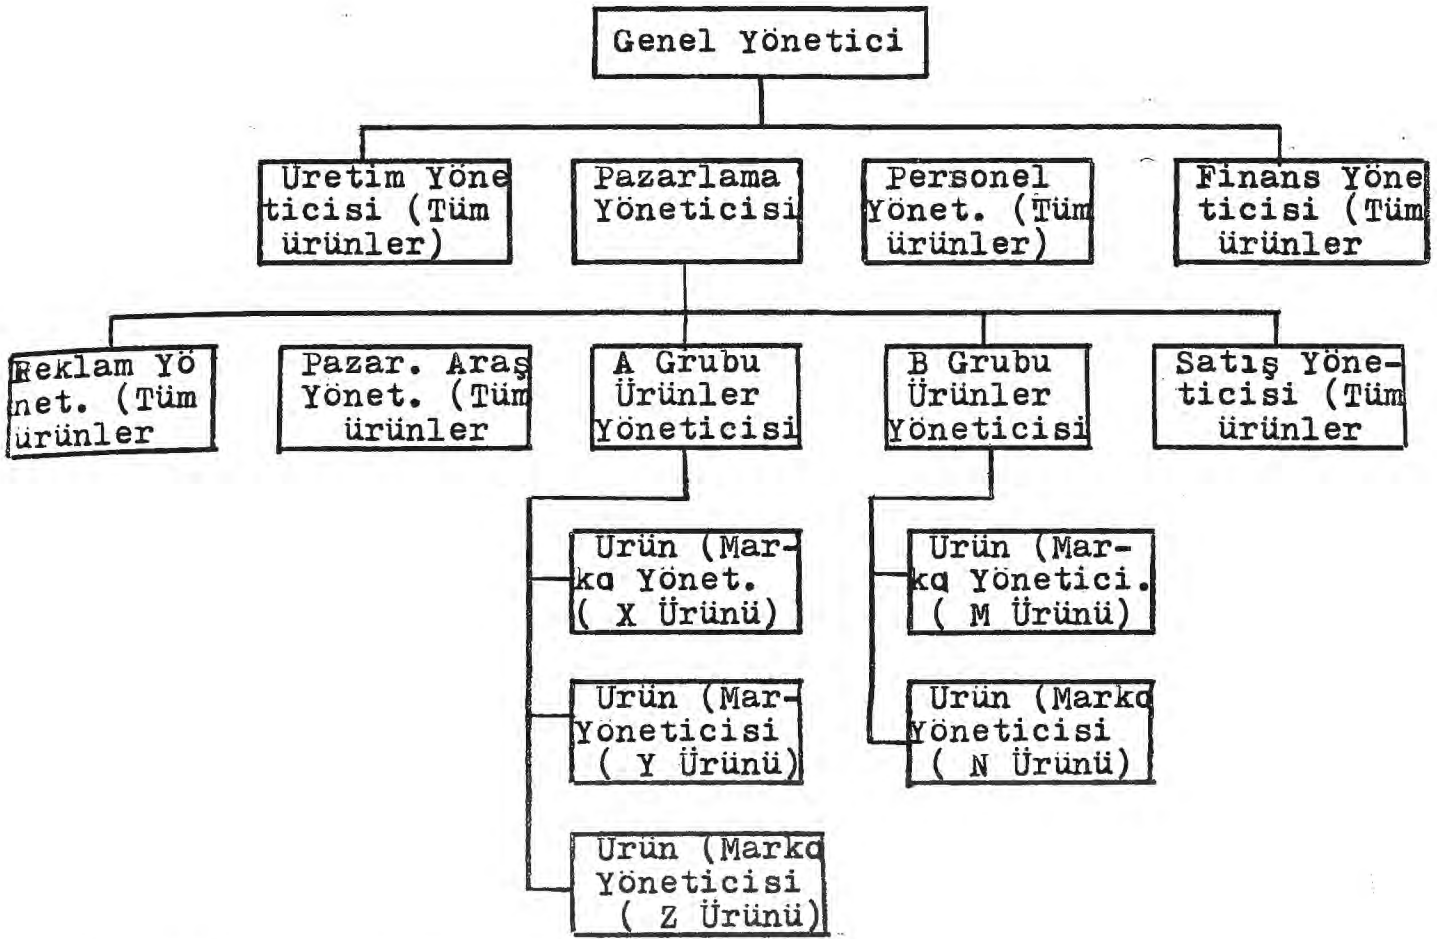 Genel Yönetici
Üretim Yöne
ticisi (Tüm
ürünler)
Pazarlama
Yöneticisi
Personel
Yönet. (Tüm
ürünler)
Finans Yöne
ticisi (Tüm
ürünler
Reklam Yö
net. (Tüm
ürünler
Pazar. Araş
Yönet. (Tüm
ürünler
A Grubu
Ürünler
Yöneticisi
B Grubu
Ürünler
Yöneticisi
Satış Yöne-
ticisi (Tüm
ürünler
Ürün (Mar-
ka Yönet.
( X Ürünü)
Ürün (Mar-
ka Yönetici.
( M Ürünü)
Ürün (Mar-
Yöneticisi
( Y Ürünü)
Ürün (Marka
Yöneticisi
( N Ürünü)
Ürün (Marka
Yöneticisi
( Z Ürünü)